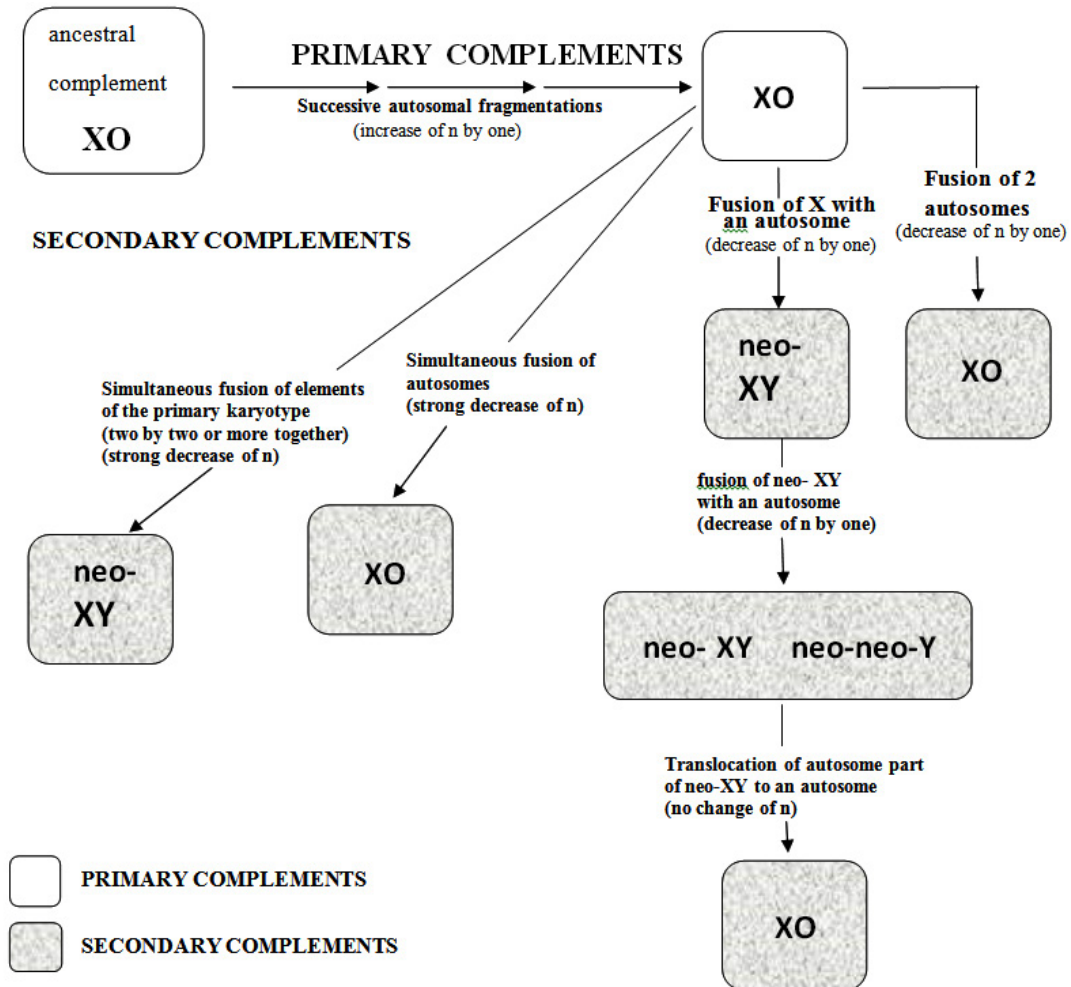 ancestral
complement
XO
PRIMARY COMPLEMENTS
Successive autosomal fragmentations
(increase of n by one)
XO
Fusion of X with
an autosome
(decrease of n by one)
Fusion of 2
autosomes
(decrease of n by one)
SECONDARY COMPLEMENTS
Simultaneous fusion of elements
of the primary karyotype
(two by two or more together)
(strong decrease of n)
Simultaneous fusion of
autosomes
(strong decrease of n)
neo-
XY
XO
neo-
XY
XO
fusion of neo- XY
with an autosome
(decrease of n by one)
neo- XY neo-neo-Y
Translocation of autosome part
of neo-XY to an autosome
(no change of n)
XO
PRIMARY COMPLEMENTS
SECONDARY COMPLEMENTS